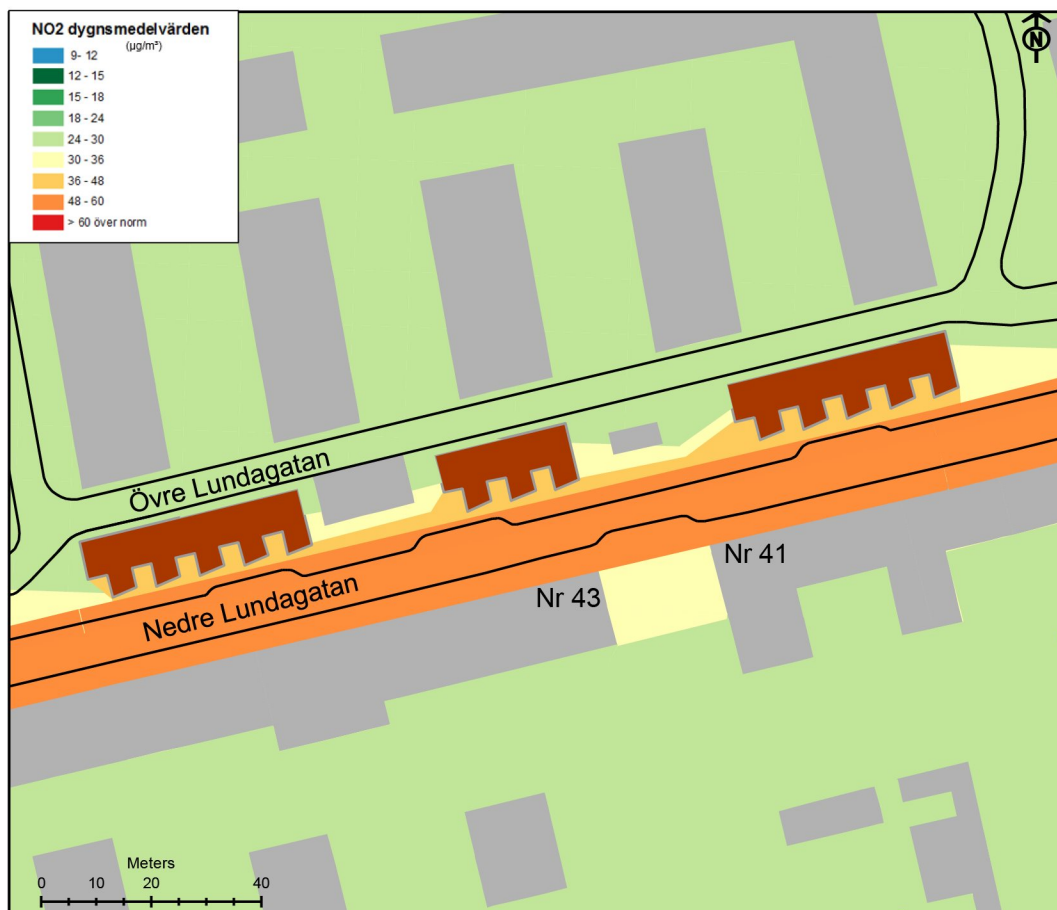 NO2 dygnsmedelvärden
(µg/m³)
9- 12
12 - 15
15 - 18
18 - 24
24 - 30
30 - 36
36 - 48
48 - 60
> 60 över norm
N
Övre Lundagatan
Nr 41
Nr 43
Nedre Lundagatan
Meters
0 10 20 40